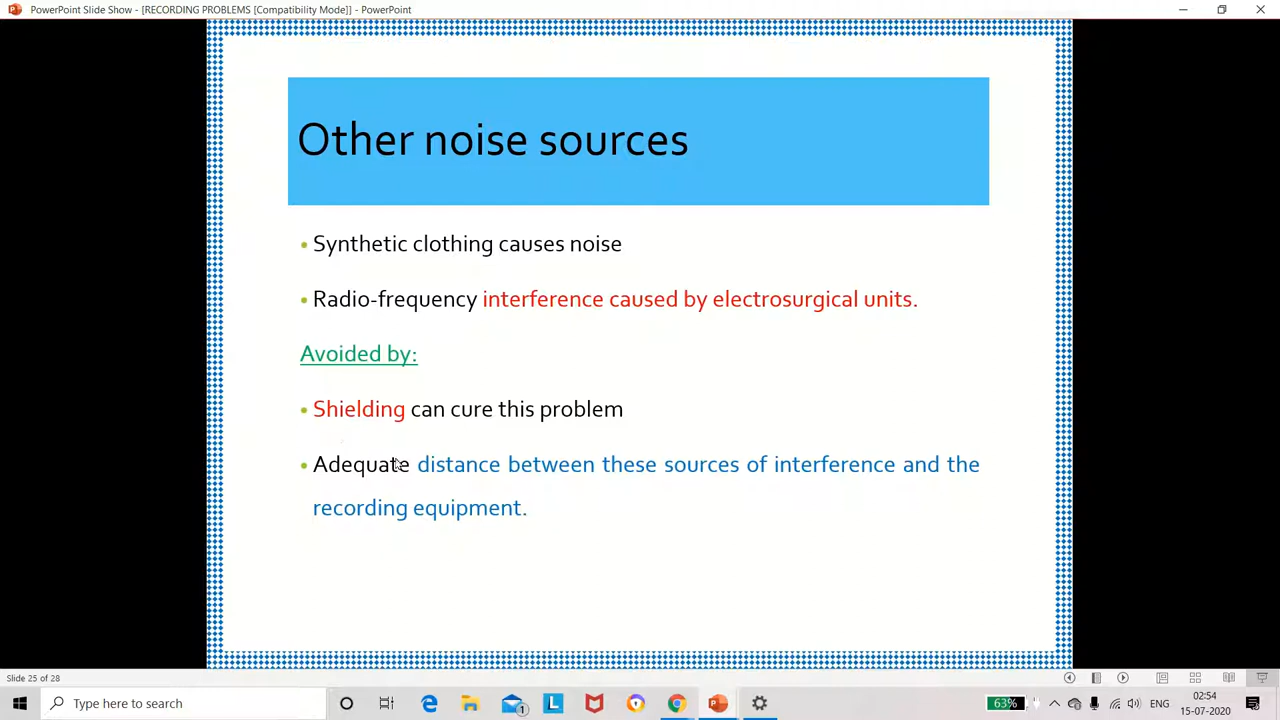 PowerPoint Slide Show - [RECORDING PROBLEMS [Compatibility Mode]] - PowerPoint
Other noise sources
• Synthetic clothing causes noise
• Radio-frequency interference caused by electrosurgical units.
Avoided by:
• Shielding can cure this problem
• Adequate distance between these sources of interference and the
recording equipment.
Slide 25 of 28
Type here to search
L
1
63%
ENG
02:54
15-07-2020